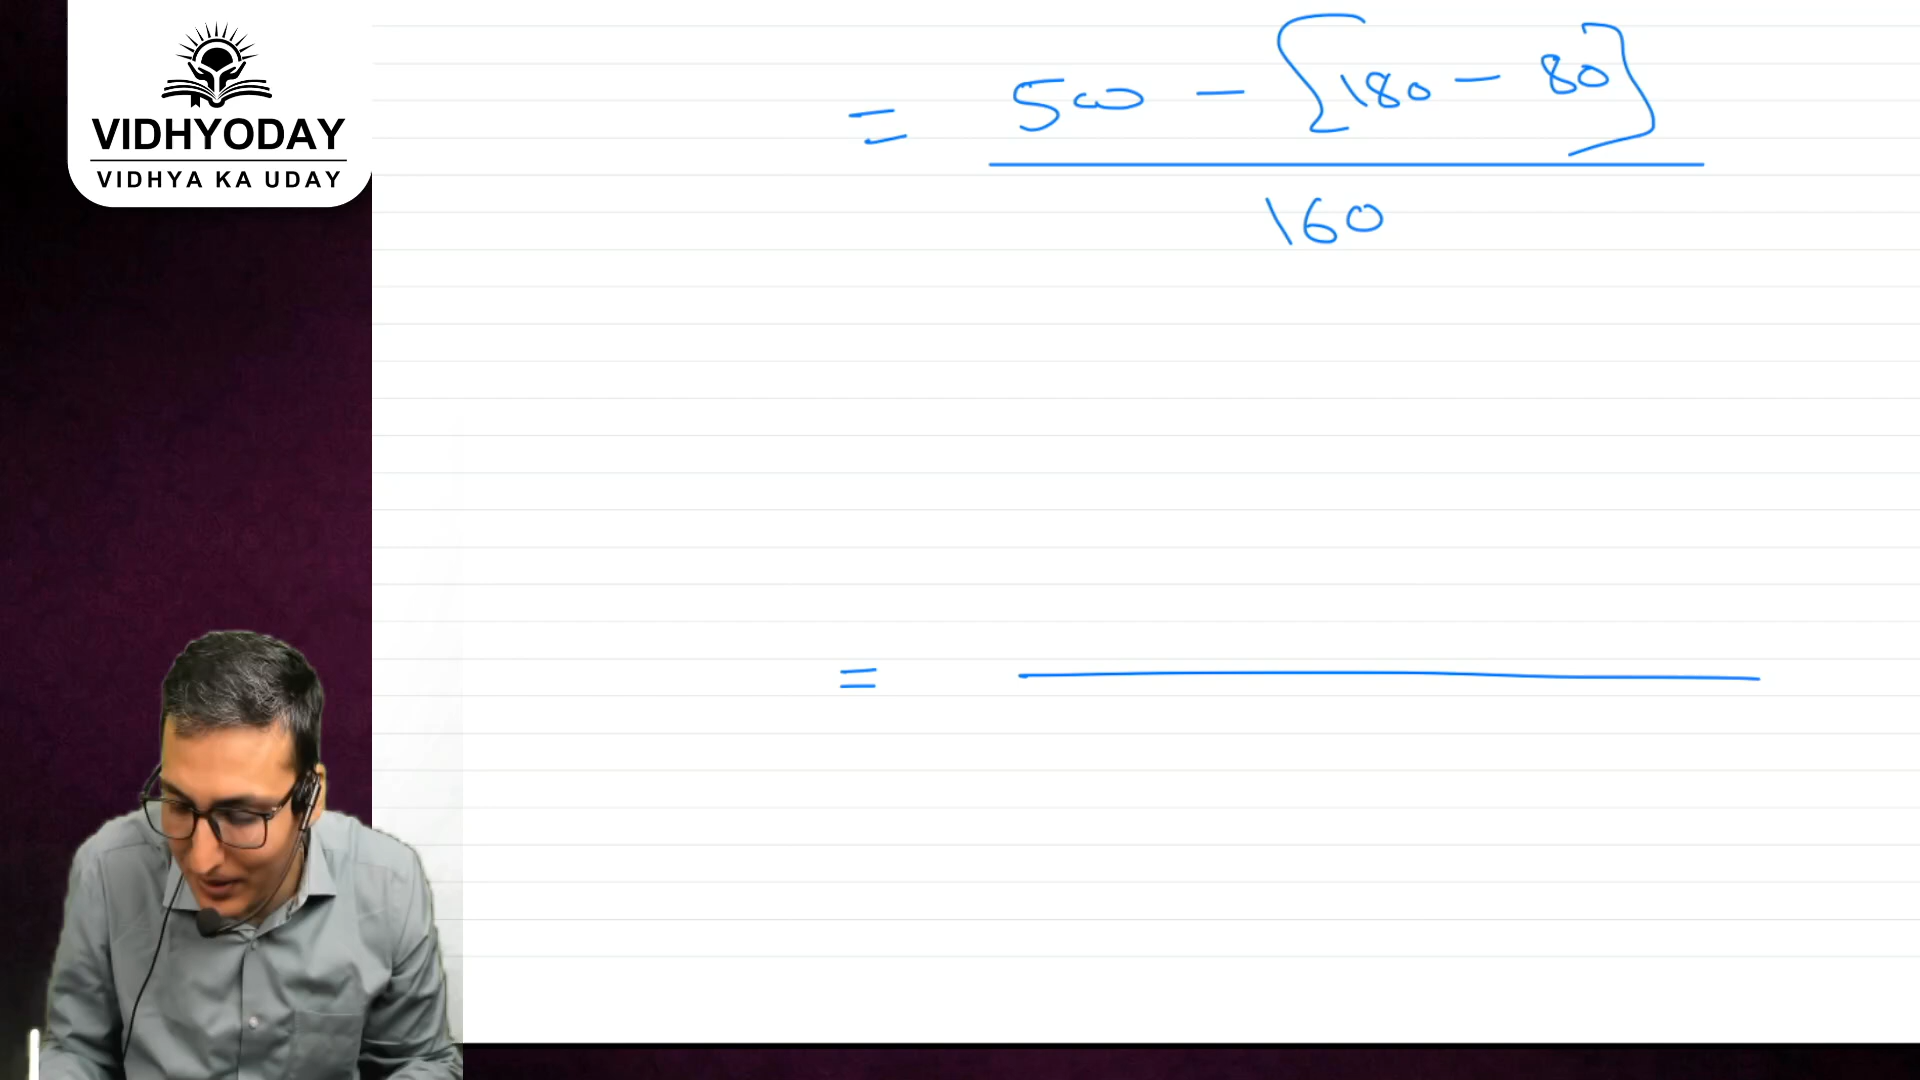 VIDHYODAY
VIDHYA KA UDAY
= 500 - [180 - 80]
160
=